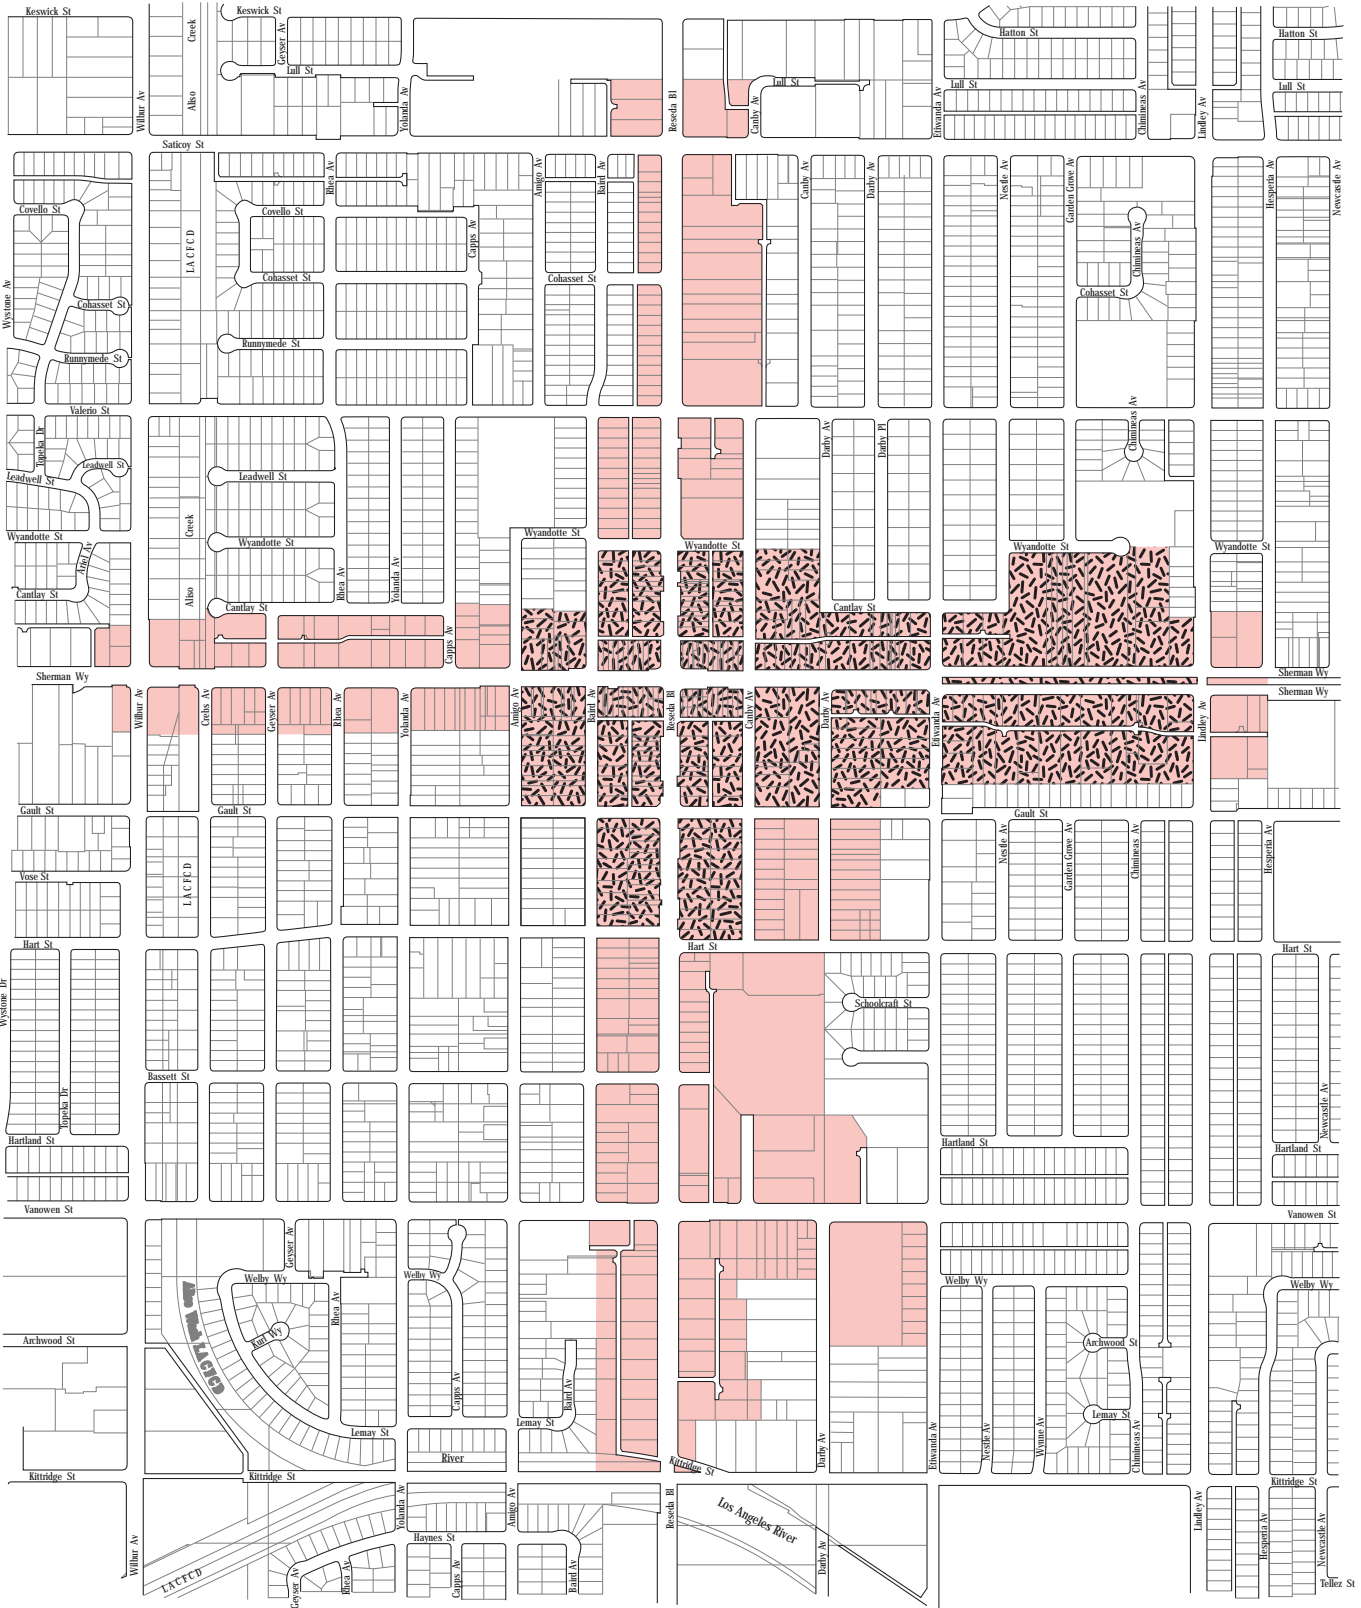 Keswick St
Keswick St
Hatton St
Hatton St
Creek
Geyser Av
Lull St
Lull St
Lull St
Lull St
Wilbur Av
Aliso
Yolanda Av
Reseda Bl
Canby Av
Etiwanda Av
Chimineas Av
Lindley Av
Saticoy St
Rhea Av
Amigo Av
Baird Av
Canby Av
Darby Av
Nestle Av
Garden Grove Av
Hesperia Av
Newcastle Av
Covello St
Covello St
Capps Av
LACFCD
Chimineas Av
Wystone Av
Cohasset St
Cohasset St
Cohasset St
Cohasset St
Runnymede St
Runnymede St
Valerio St
Topeka Dr
Darby Av
Darby Pl
Chimineas Av
Leadwell St
Leadwell St
Leadwell St
Creek
Wyandotte St
Wyandotte St
Wyandotte St
Wyandotte St
Wyandotte St
Wyandotte St
Ariel Av
Rhea Av
Yolanda Av
Cantlay St
Aliso
Cantlay St
Cantlay St
Capps Av
Sherman Wy
Sherman Wy
Sherman Wy
Wilbur Av
Crebs Av
Geyser Av
Rhea Av
Yolanda Av
Amigo Av
Baird Av
Reseda Bl
Canby Av
Darby Av
Etiwanda Av
Lindley Av
Gault St
Gault St
Gault St
LACFCD
Nestle Av
Garden Grove Av
Chimineas Av
Hesperia Av
Vose St
Hart St
Hart St
Hart St
Wystone Dr
Schoolcraft St
Bassett St
Topeka Dr
Newcastle Av
Hartland St
Hartland St
Hartland St
Vanowen St
Vanowen St
Geyser Av
Welby Wy
Welby Wy
Welby Wy
Welby Wy
Aliso Wash LACFCD
Rhea Av
Kurl Wy
Archwood St
Archwood St
Capps Av
Baird Av
Lemay St
Lemay St
Lemay St
River
Darby Av
Etiwanda Av
Nestle Av
Wynne Av
Chimineas Av
Kittridge St
Kittridge St
Kittridge St
Kittridge St
Yolanda Av
Amigo Av
Reseda Bl
Los Angeles River
Lindley Av
Hesperia Av
Newcastle Av
Wilbur Av
Haynes St
LACFCD
Geyser Av
Rhea Av
Capps Av
Baird Av
Darby Av
Tellez St